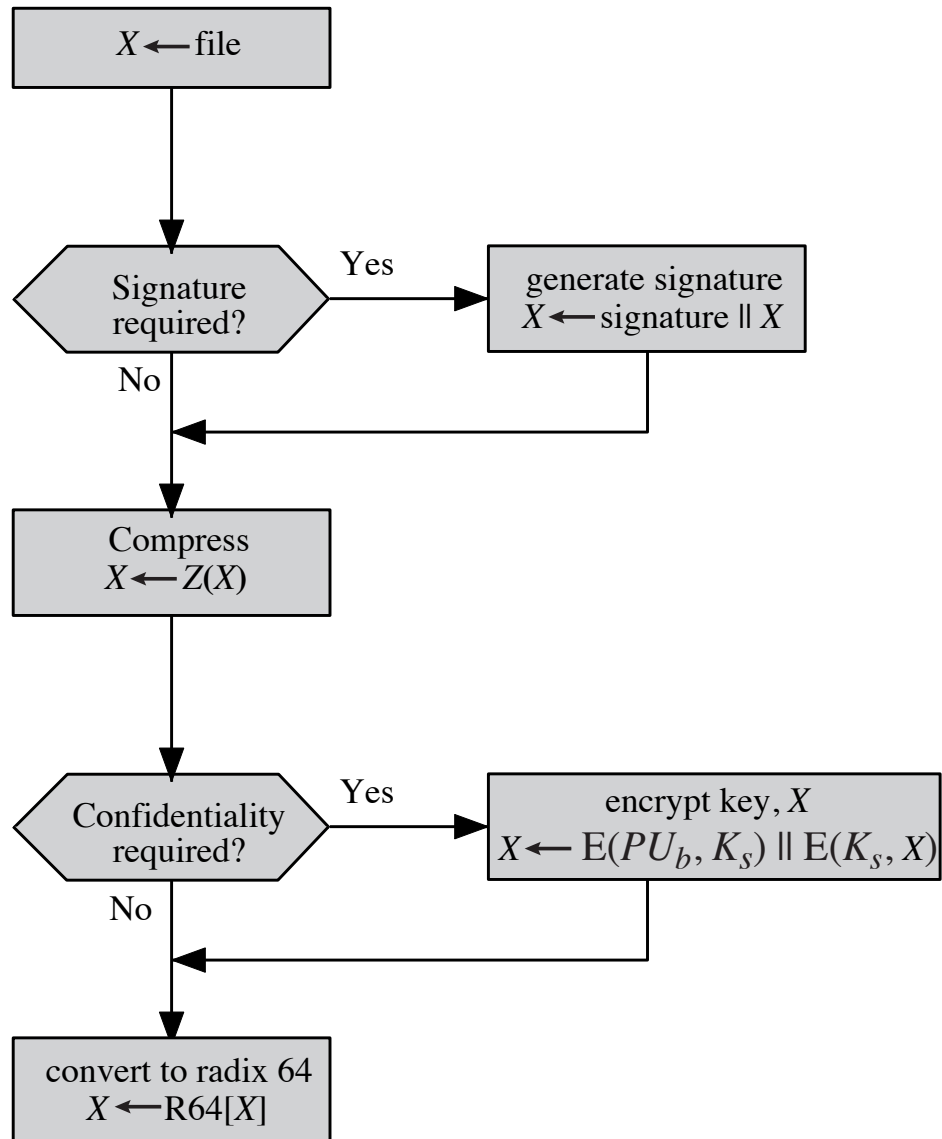 X ← file
Signature
required?
Yes
generate signature
X ← signature || X
No
Compress
X ← Z(X)
Confidentiality
required?
Yes
encrypt key, X
X ← E(PU_b, K_s) || E(K_s, X)
No
convert to radix 64
X ← R64[X]